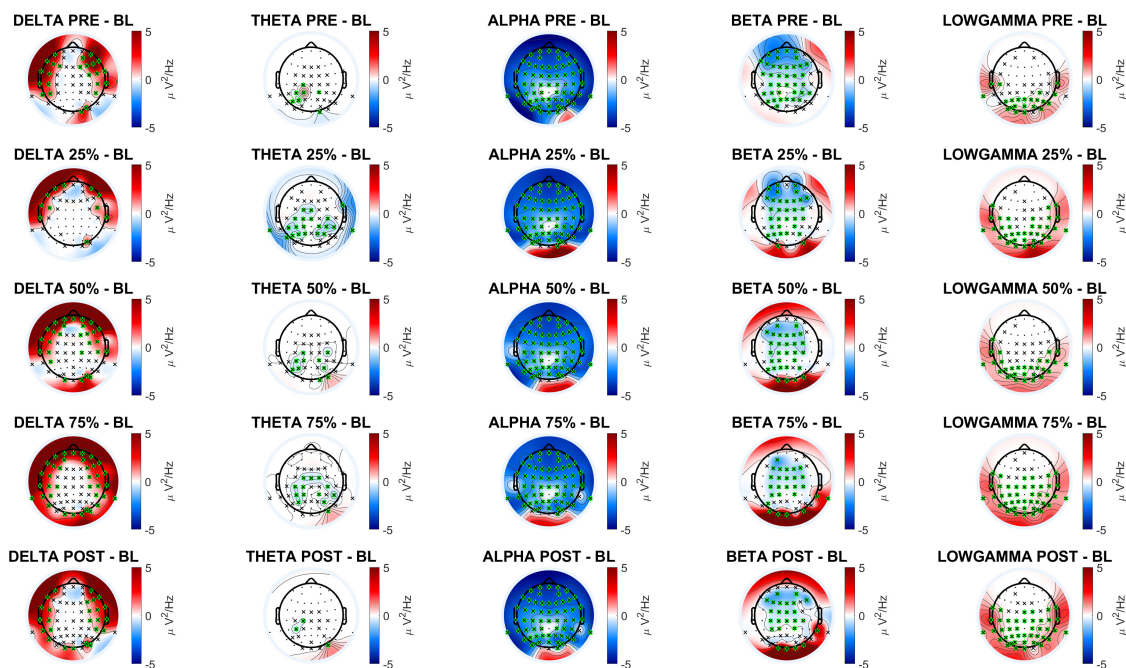 DELTA PRE - BL
5
0
-5
μ V²/Hz
THETA PRE - BL
5
0
-5
μ V²/Hz
ALPHA PRE - BL
5
0
-5
μ V²/Hz
BETA PRE - BL
5
0
-5
μ V²/Hz
LOWGAMMA PRE - BL
5
0
-5
μ V²/Hz
DELTA 25% - BL
5
0
-5
μ V²/Hz
THETA 25% - BL
5
0
-5
μ V²/Hz
ALPHA 25% - BL
5
0
-5
μ V²/Hz
BETA 25% - BL
5
0
-5
μ V²/Hz
LOWGAMMA 25% - BL
5
0
-5
μ V²/Hz
DELTA 50% - BL
5
0
-5
μ V²/Hz
THETA 50% - BL
5
0
-5
μ V²/Hz
ALPHA 50% - BL
5
0
-5
μ V²/Hz
BETA 50% - BL
5
0
-5
μ V²/Hz
LOWGAMMA 50% - BL
5
0
-5
μ V²/Hz
DELTA 75% - BL
5
0
-5
μ V²/Hz
THETA 75% - BL
5
0
-5
μ V²/Hz
ALPHA 75% - BL
5
0
-5
μ V²/Hz
BETA 75% - BL
5
0
-5
μ V²/Hz
LOWGAMMA 75% - BL
5
0
-5
μ V²/Hz
DELTA POST - BL
5
0
-5
μ V²/Hz
THETA POST - BL
5
0
-5
μ V²/Hz
ALPHA POST - BL
5
0
-5
μ V²/Hz
BETA POST - BL
5
0
-5
μ V²/Hz
LOWGAMMA POST - BL
5
0
-5
μ V²/Hz